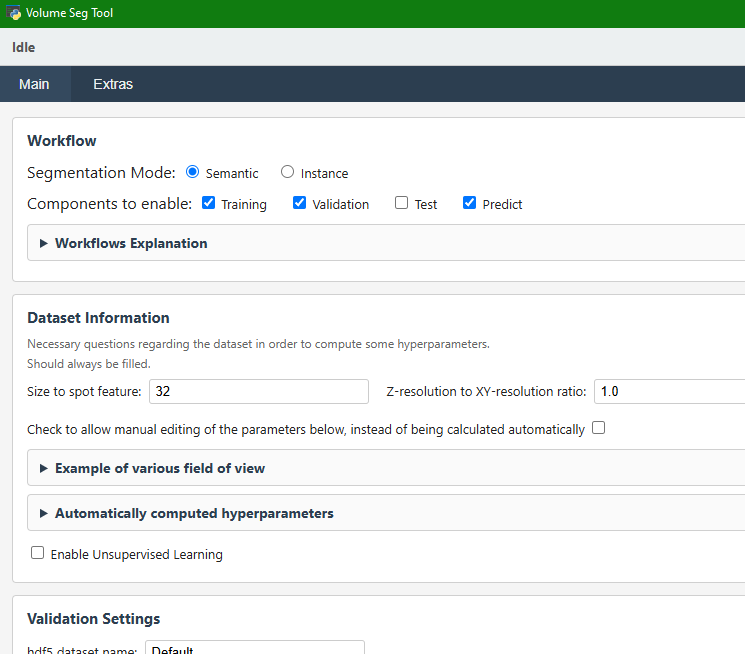 Volume Seg Tool
Idle
Main Extras
Workflow
Segmentation Mode: Semantic Instance
Components to enable: Training Validation Test Predict
Workflows Explanation
Dataset Information
Necessary questions regarding the dataset in order to compute some hyperparameters.
Should always be filled.
Size to spot feature: 32 Z-resolution to XY-resolution ratio: 1.0
Check to allow manual editing of the parameters below, instead of being calculated automatically
Example of various field of view
Automatically computed hyperparameters
Enable Unsupervised Learning
Validation Settings
hdf5 dataset name: Default